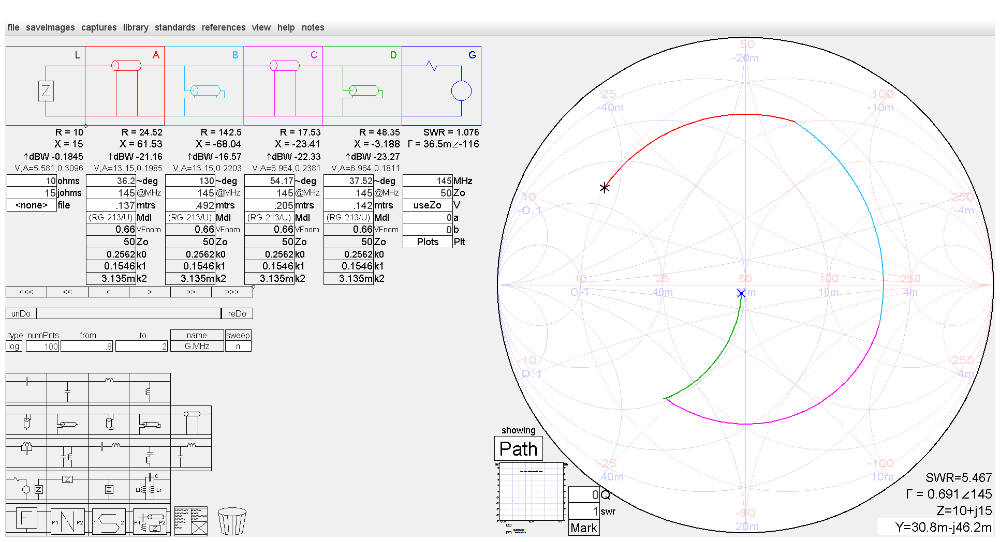 file saveImages captures library standards references view help notes
L A B C D G
Z
R = 10 R = 24.52 R = 142.5 R = 17.53 R = 48.35 SWR = 1.076
X = 15 X = 61.53 X = -68.04 X = -23.41 X = -3.188 Γ = 36.5m∠-116
↑dBW -0.1845 ↑dBW -21.16 ↑dBW -16.57 ↑dBW -22.33 ↑dBW -23.27
V,A=5.581,0.3096 V,A=13.15,0.1985 V,A=13.15,0.2203 V,A=6.964,0.2381 V,A=6.964,0.1811
10 ohms 36.2 ~deg 130 ~deg 54.17 ~deg 37.52 ~deg 145 MHz
15 johms 145 @MHz 145 @MHz 145 @MHz 145 @MHz 50 Zo
<none> file .137 mtrs .492 mtrs .205 mtrs .142 mtrs useZo V
(RG-213/U) Mdl (RG-213/U) Mdl (RG-213/U) Mdl (RG-213/U) Mdl 0 a
0.66 VFnom 0.66 VFnom 0.66 VFnom 0.66 VFnom 0 b
50 Zo 50 Zo 50 Zo 50 Zo Plots Plt
0.2562 k0 0.2562 k0 0.2562 k0 0.2562 k0
0.1546 k1 0.1546 k1 0.1546 k1 0.1546 k1
3.135m k2 3.135m k2 3.135m k2 3.135m k2
<<< << < > >> >>>
unDo reDo
type numPnts from to name sweep
log 100 .8 2 G.MHz n
Z Z Z C
Ll Lr
F P1 N P2 1 S 2 P1 P2 Z
50
-20m
25 100
-40m -10m
10 250
-0.1 -4m
10 25 50 100 250
0.1 40m 20m 10m 4m
-10 -250
0.1 4m
-25 -100
40m 10m
-50
20m
showing
Path
0 Q
1 swr
Mark
SWR=5.467
Γ = 0.691∠145
Z=10+j15
Y=30.8m-j46.2m